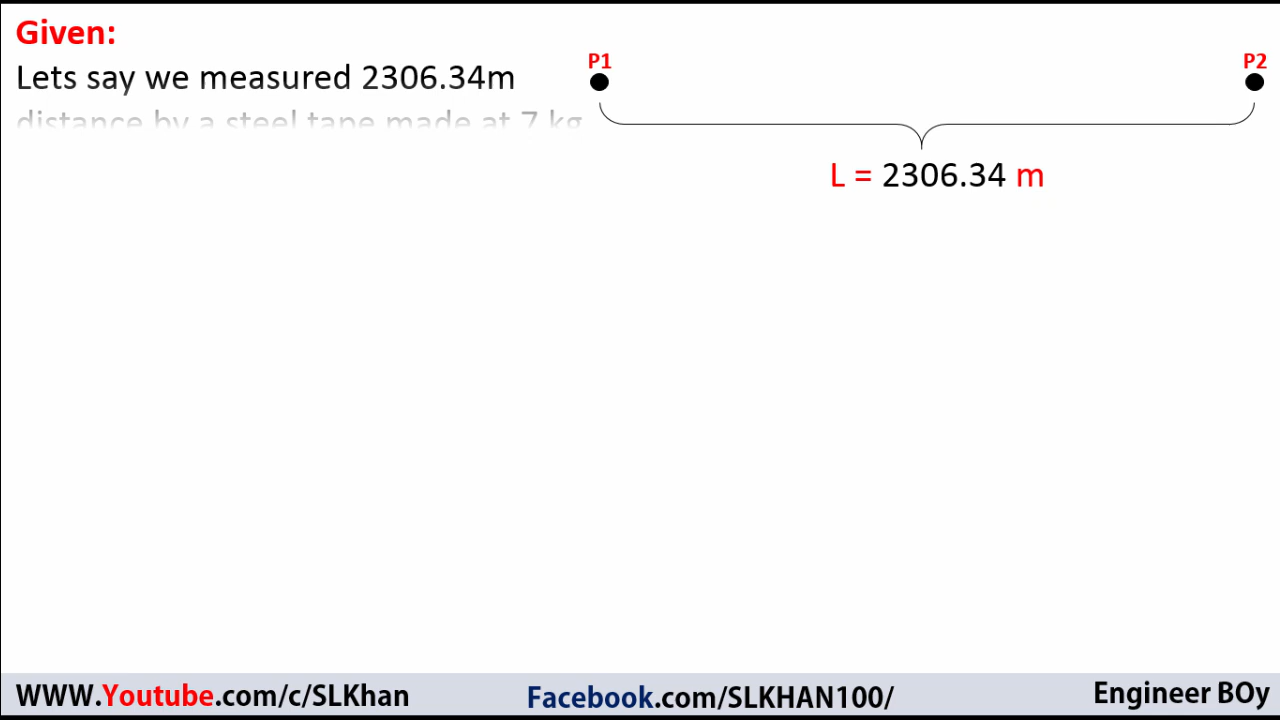 Given:
Lets say we measured 2306.34m
distance by a steel tape made at 7 kg
P1
P2
L = 2306.34 m
WWW.Youtube.com/c/SLKhan
Facebook.com/SLKHAN100/
Engineer BOy